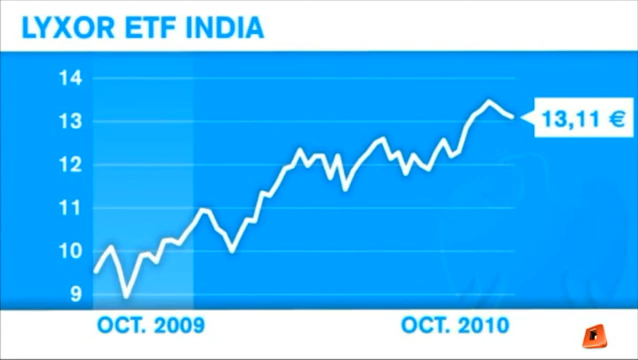 LYXOR ETF INDIA
14
13
13,11 €
12
11
10
9
OCT. 2009
OCT. 2010